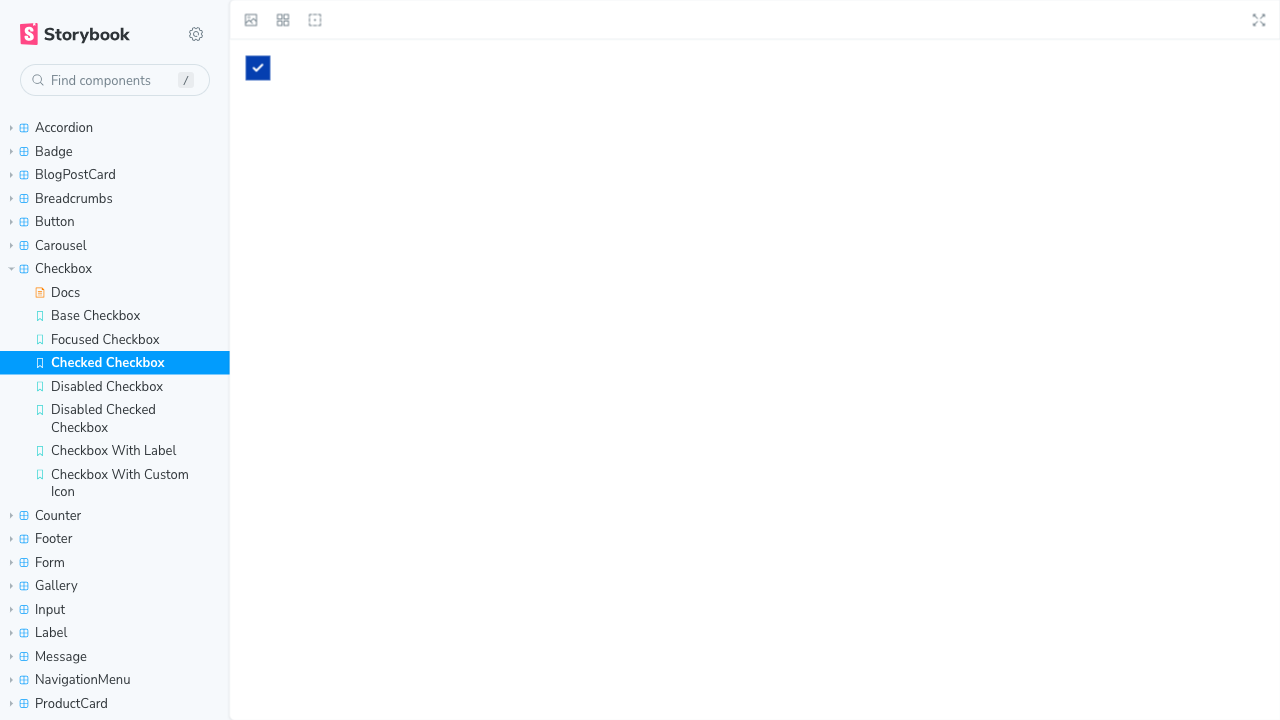 Storybook
Find components
/
Accordion
Badge
BlogPostCard
Breadcrumbs
Button
Carousel
Checkbox
Docs
Base Checkbox
Focused Checkbox
Checked Checkbox
Disabled Checkbox
Disabled Checked
Checkbox
Checkbox With Label
Checkbox With Custom
Icon
Counter
Footer
Form
Gallery
Input
Label
Message
NavigationMenu
ProductCard